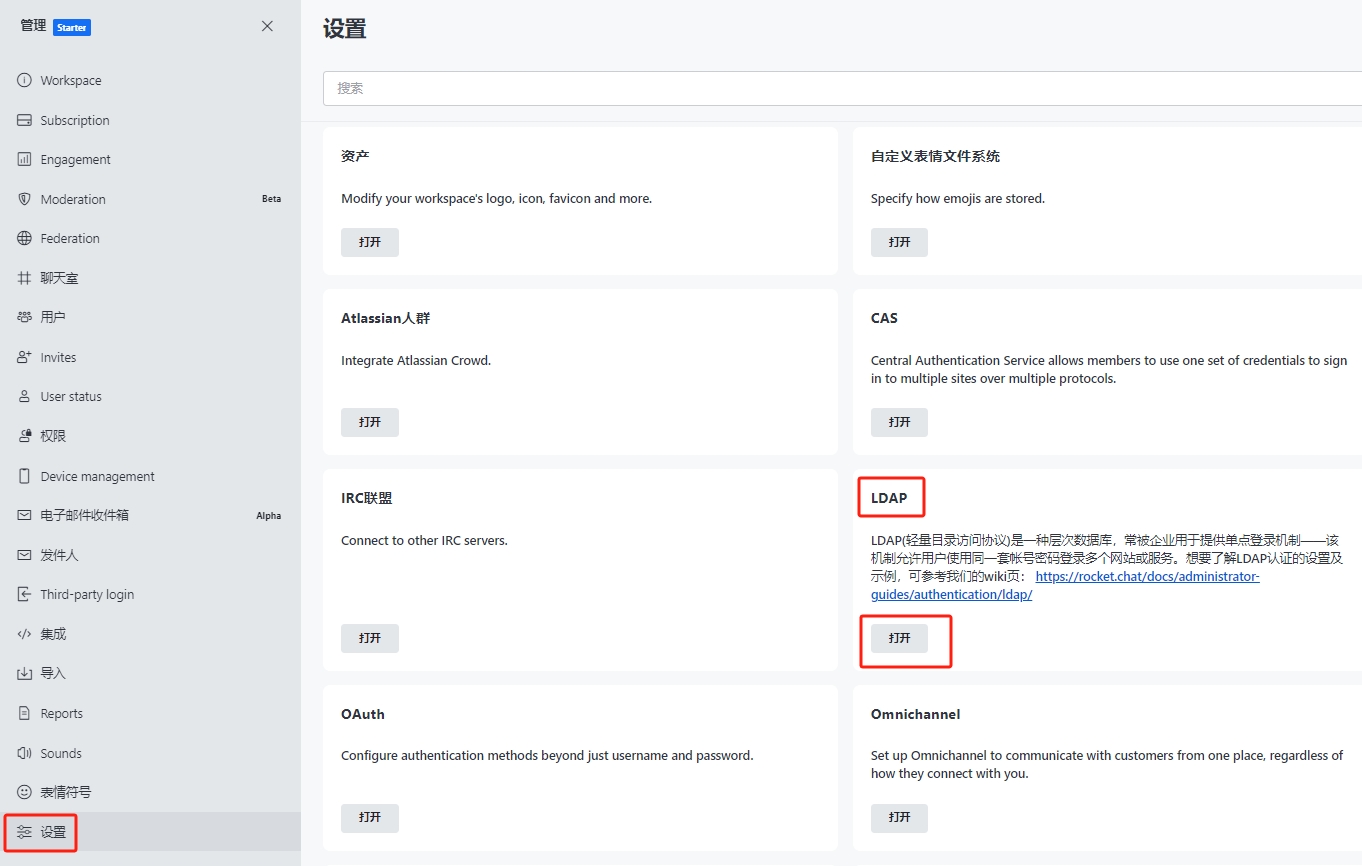 管理 Starter
Workspace
Subscription
Engagement
Moderation Beta
Federation
聊天室
用户
Invites
User status
权限
Device management
电子邮件收件箱 Alpha
发件人
Third-party login
集成
导入
Reports
Sounds
表情符号
设置
设置
搜索
资产
Modify your workspace's logo, icon, favicon and more.
打开
自定义表情文件系统
Specify how emojis are stored.
打开
Atlassian人群
Integrate Atlassian Crowd.
打开
CAS
Central Authentication Service allows members to use one set of credentials to sign
in to multiple sites over multiple protocols.
打开
IRC联盟
Connect to other IRC servers.
打开
LDAP
LDAP(轻量目录访问协议)是一种层次数据库，常被企业用于提供单点登录机制——该
机制允许用户使用同一套帐号密码登录多个网站或服务。想要了解LDAP认证的设置及
示例，可参考我们的wiki页： https://rocket.chat/docs/administrator-
guides/authentication/ldap/
打开
OAuth
Configure authentication methods beyond just username and password.
打开
Omnichannel
Set up Omnichannel to communicate with customers from one place, regardless of
how they connect with you.
打开